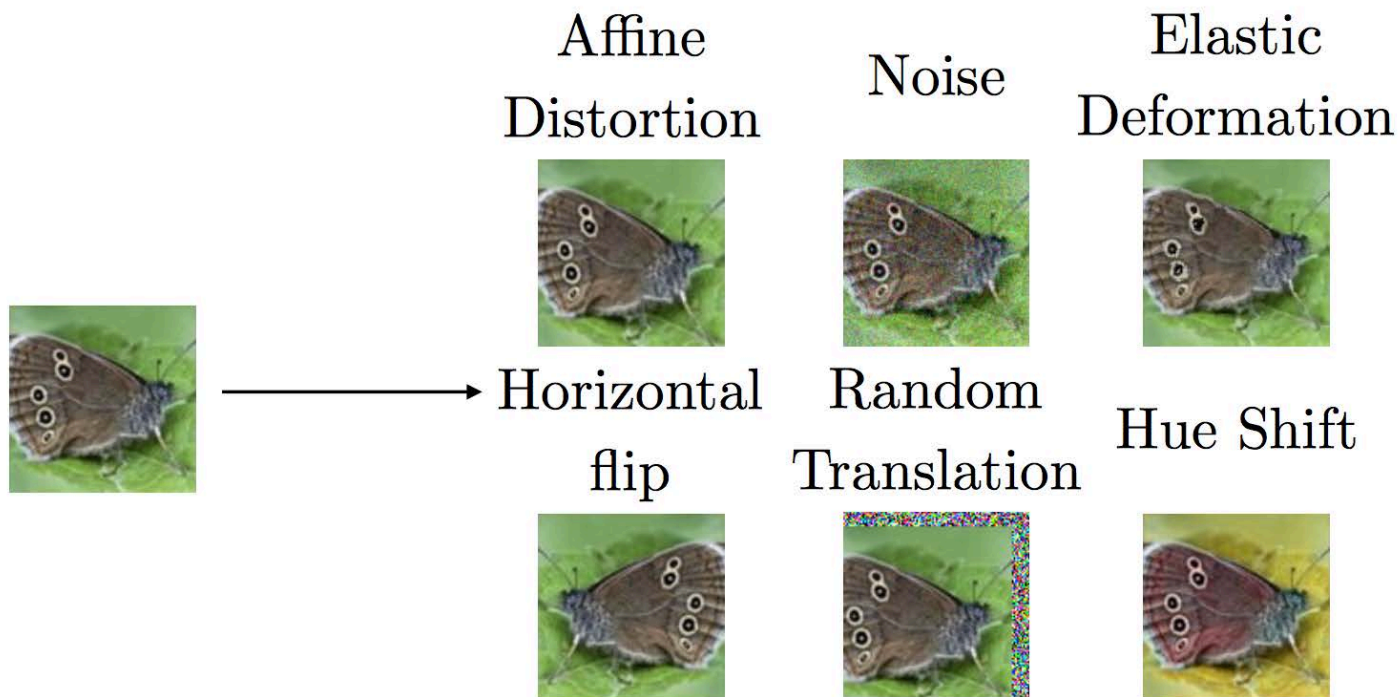 Affine
Distortion
Noise
Elastic
Deformation
Horizontal
flip
Random
Translation
Hue Shift